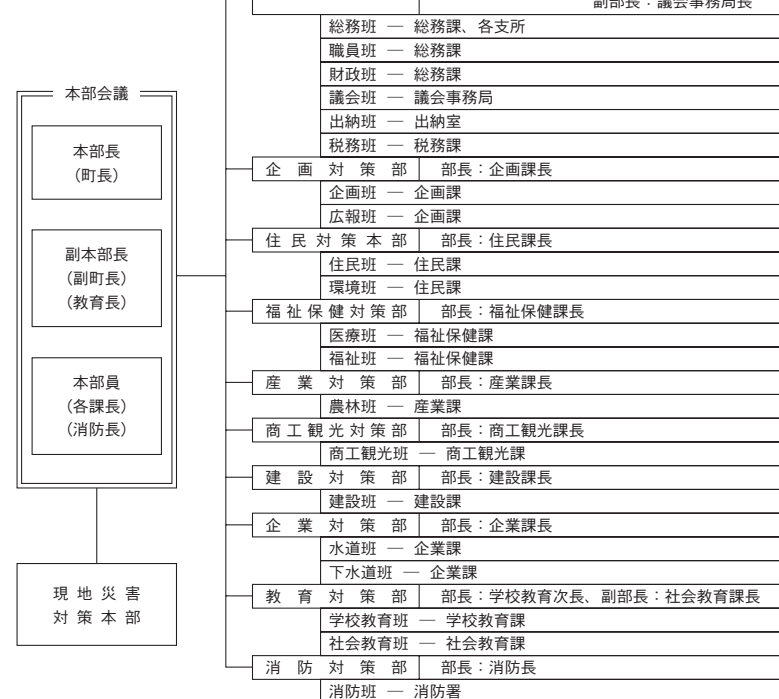 副部長：議会事務局長
総務班 ― 総務課、各支所
職員班 ― 総務課
財政班 ― 総務課
議会班 ― 議会事務局
出納班 ― 出納室
税務班 ― 税務課
企画対策部 部長：企画課長
企画班 ― 企画課
広報班 ― 企画課
住民対策本部 部長：住民課長
住民班 ― 住民課
環境班 ― 住民課
福祉保健対策部 部長：福祉保健課長
医療班 ― 福祉保健課
福祉班 ― 福祉保健課
産業対策部 部長：産業課長
農林班 ― 産業課
商工観光対策部 部長：商工観光課長
商工観光班 ― 商工観光課
建設対策部 部長：建設課長
建設班 ― 建設課
企業対策部 部長：企業課長
水道班 ― 企業課
下水道班 ― 企業課
教育対策部 部長：学校教育次長、副部長：社会教育課長
学校教育班 ― 学校教育課
社会教育班 ― 社会教育課
消防対策部 部長：消防長
消防班 ― 消防署
本部会議
本部長
（町長）
副本部長
（副町長）
（教育長）
本部員
（各課長）
（消防長）
現地災害
対策本部